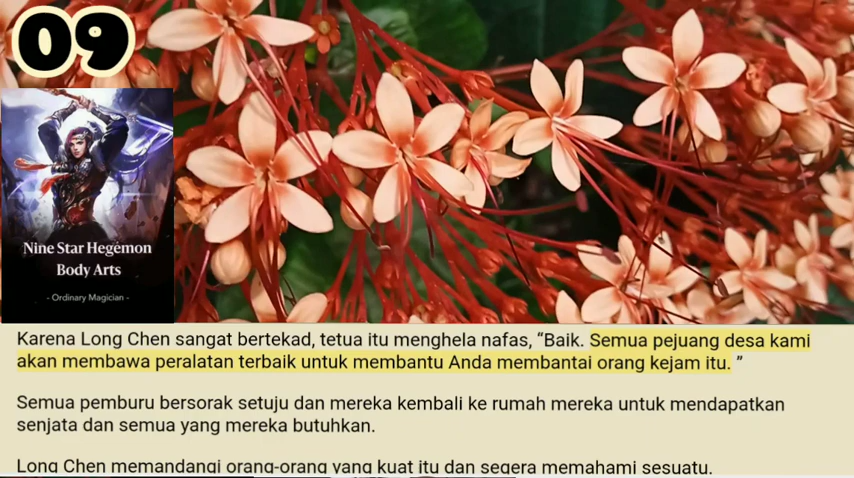 09
Nine Star Hegemon
Body Arts
- Ordinary Magician -
Karena Long Chen sangat bertekad, tetua itu menghela nafas, “Baik. Semua pejuang desa kami
akan membawa peralatan terbaik untuk membantu Anda membantai orang kejam itu. ”
Semua pemburu bersorak setuju dan mereka kembali ke rumah mereka untuk mendapatkan
senjata dan semua yang mereka butuhkan.
Long Chen memandangi orang-orang yang kuat itu dan segera memahami sesuatu.